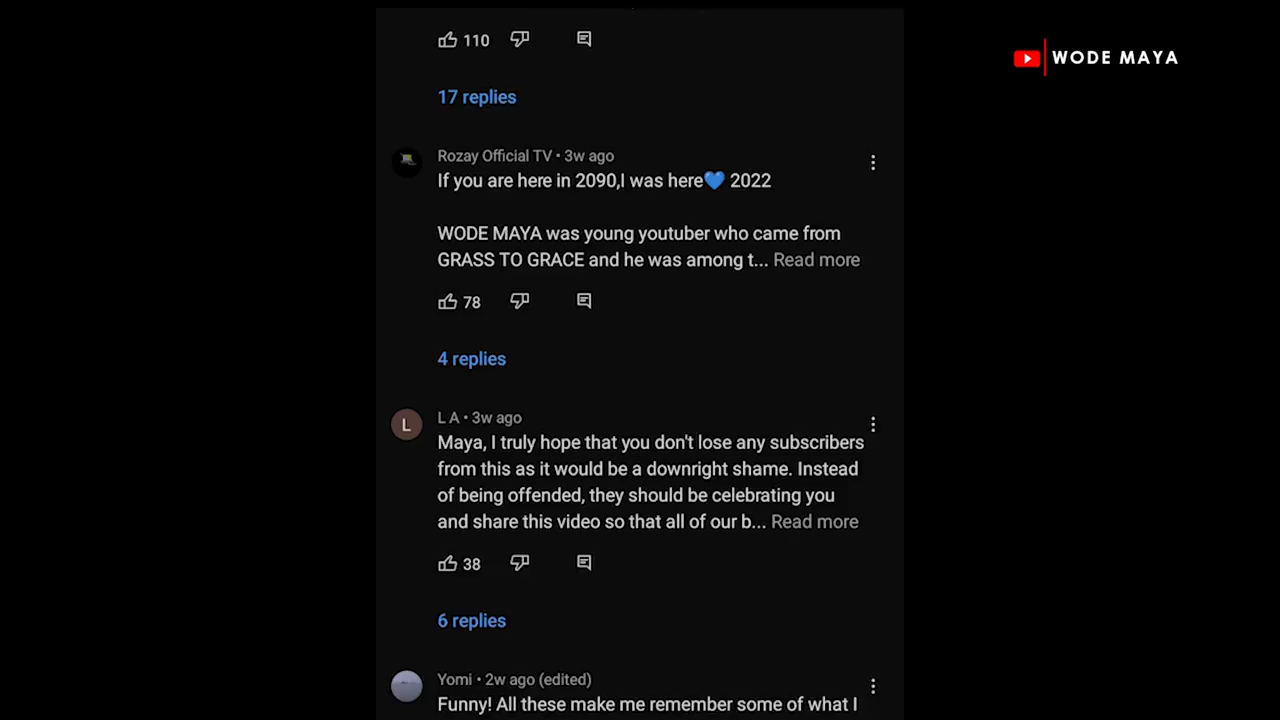 110
WODE MAYA
17 replies
Rozay Official TV • 3w ago
If you are here in 2090,I was here💙 2022
WODE MAYA was young youtuber who came from
GRASS TO GRACE and he was among t... Read more
78
4 replies
L
L A • 3w ago
Maya, I truly hope that you don't lose any subscribers
from this as it would be a downright shame. Instead
of being offended, they should be celebrating you
and share this video so that all of our b... Read more
38
6 replies
Yomi • 2w ago (edited)
Funny! All these make me remember some of what I